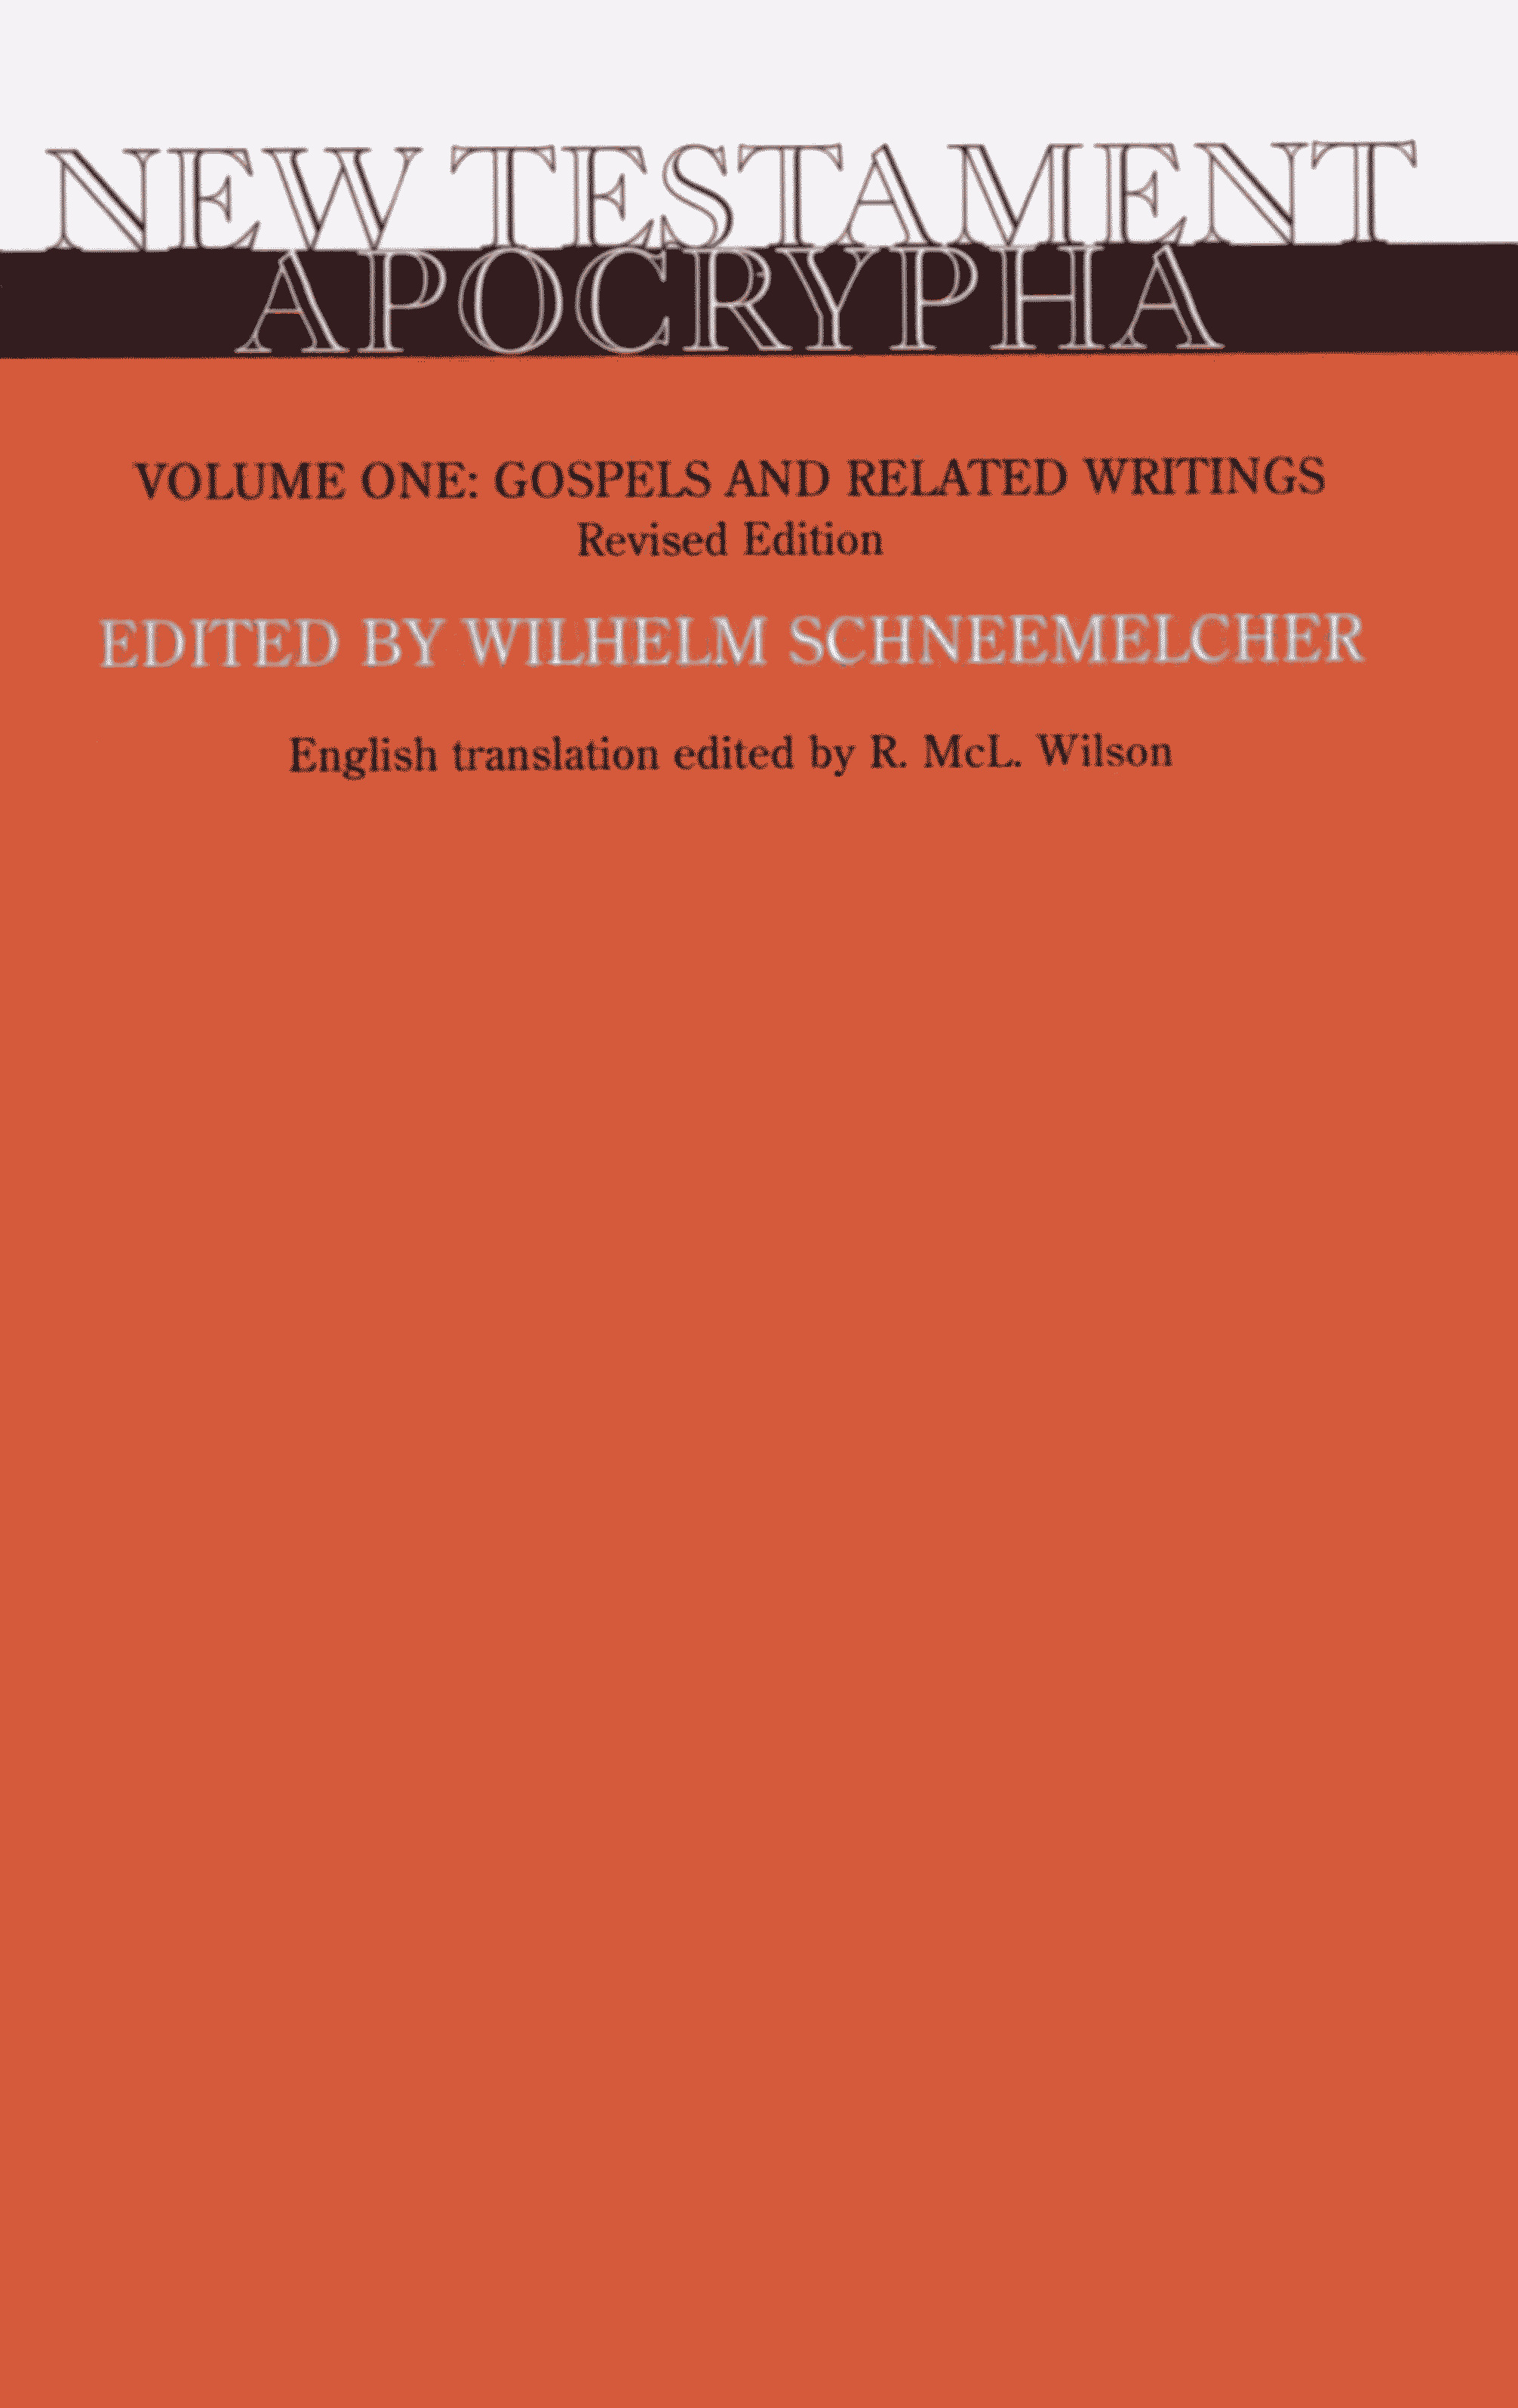 NEW TESTAMENT
APOCRYPHA
VOLUME ONE: GOSPELS AND RELATED WRITINGS
Revised Edition
EDITED BY WILHELM SCHNEEMELCHER
English translation edited by R. McL. Wilson